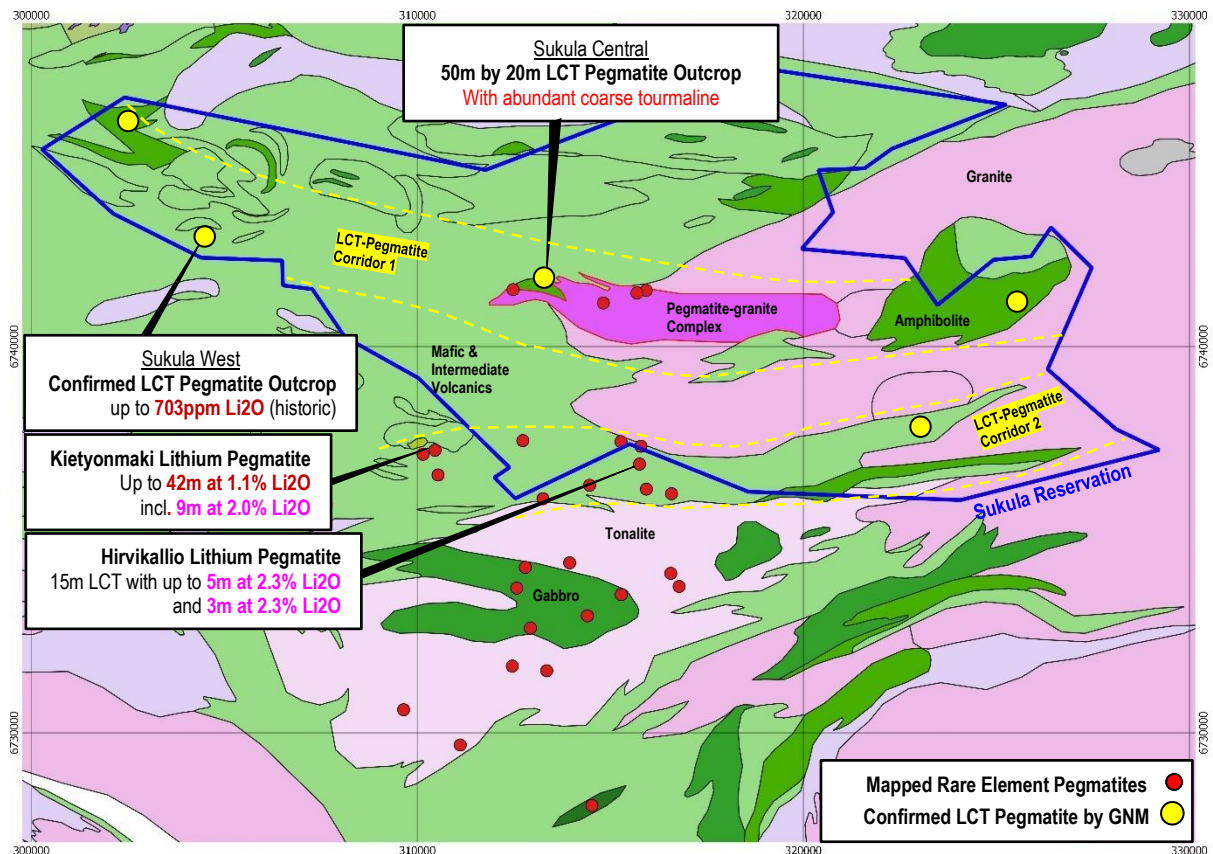 300000
310000
320000
330000
Sukula Central
50m by 20m LCT Pegmatite Outcrop
With abundant coarse tourmaline
Granite
LCT-Pegmatite
Corridor 1
Pegmatite-granite
Complex
Amphibolite
6740000
6740000
Mafic &
Intermediate
Volcanics
Sukula West
Confirmed LCT Pegmatite Outcrop
up to 703ppm Li2O (historic)
LCT-Pegmatite
Corridor 2
Kietyonmaki Lithium Pegmatite
Up to 42m at 1.1% Li2O
incl. 9m at 2.0% Li2O
Sukula Reservation
Tonalite
Hirvikallio Lithium Pegmatite
15m LCT with up to 5m at 2.3% Li2O
and 3m at 2.3% Li2O
Gabbro
6730000
6730000
Mapped Rare Element Pegmatites
Confirmed LCT Pegmatite by GNM
300000
310000
320000
330000